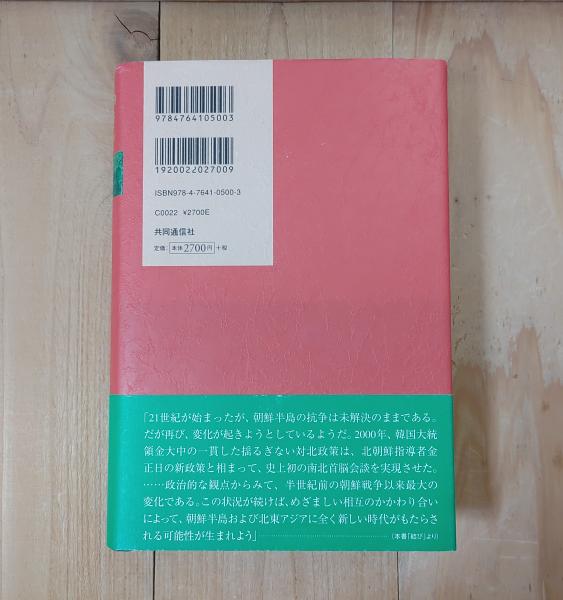 9784764105003
1920022027009
ISBN978-4-7641-0500-3
C0022 ¥2700E
共同通信社
定価：本体2700円＋税
「21世紀が始まったが、朝鮮半島の抗争は未解決のままである。
だが再び、変化が起きようとしているようだ。2000年、韓国大統
領金大中の一貫した揺るぎない対北政策は、北朝鮮指導者金
正日の新政策と相まって、史上初の南北首脳会談を実現させた。
……政治的な観点からみて、半世紀前の朝鮮戦争以来最大の
変化である。この状況が続けば、めざましい相互のかかわり合い
によって、朝鮮半島および北東アジアに全く新しい時代がもたらさ
れる可能性が生まれよう」……（本書「結び」より）